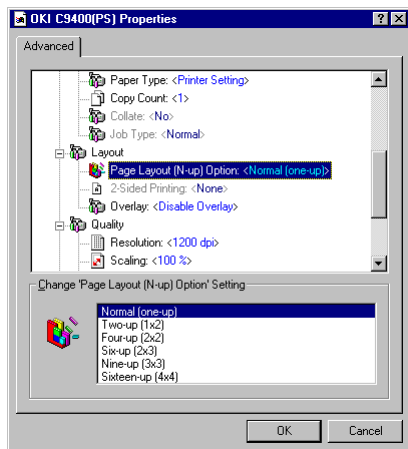 OKI C9400(PS) Properties
Advanced
Paper Type: <Printer Setting>
Copy Count: <1>
Collate: <No>
Job Type: <Normal>
Layout
Page Layout (N-up) Option: <Normal (one-up)>
2-Sided Printing: <None>
Overlay: <Disable Overlay>
Quality
Resolution: <1200 dpi>
Scaling: <100 %>
Change 'Page Layout (N-up) Option' Setting
Normal (one-up)
Two-up (1x2)
Four-up (2x2)
Six-up (2x3)
Nine-up (3x3)
Sixteen-up (4x4)
OK Cancel